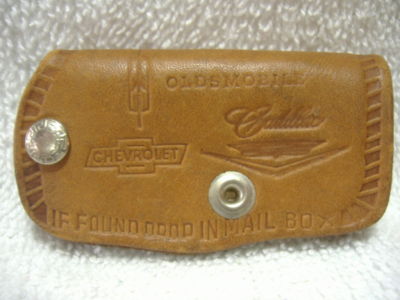 OLDSMOBILE
Cadillac
CHEVROLET
IF FOUND DROP IN MAIL BOX